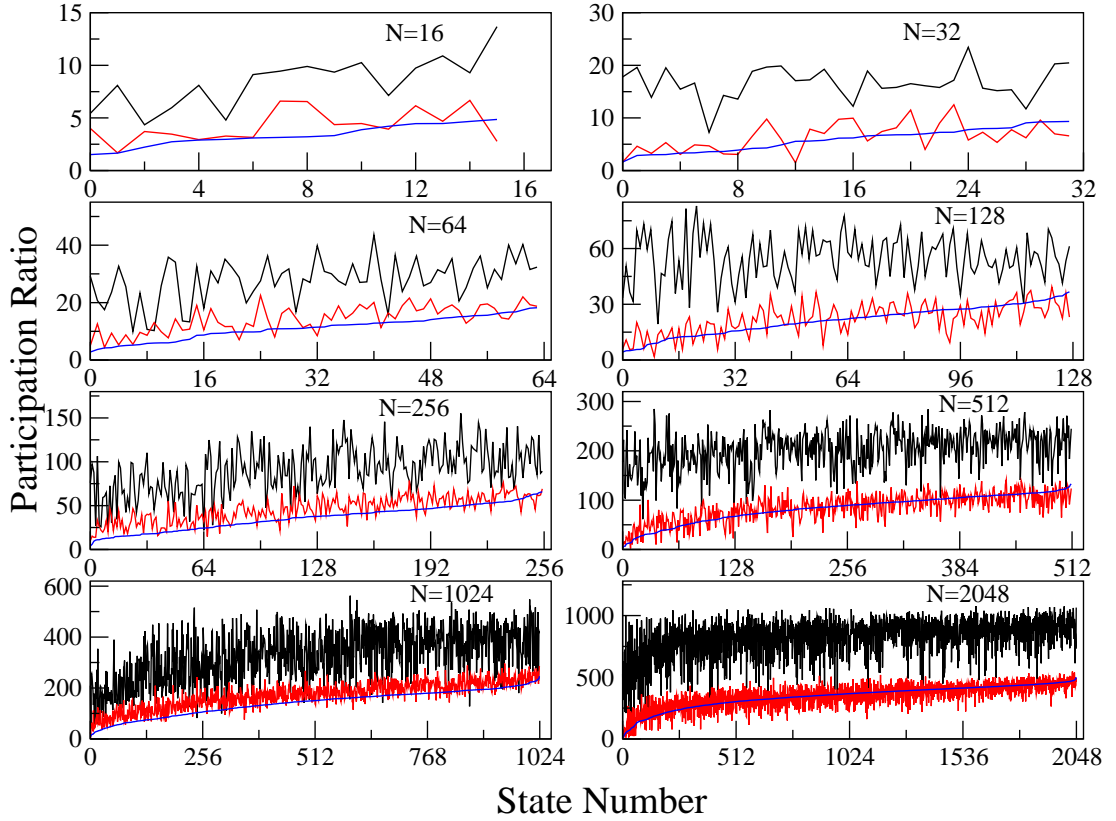 Participation Ratio
15
10
5
0
N=16
0 4 8 12 16
30
20
10
0
N=32
0 8 16 24 32
40
20
0
N=64
0 16 32 48 64
60
30
0
N=128
0 32 64 96 128
150
100
50
0
N=256
0 64 128 192 256
300
200
100
0
N=512
0 128 256 384 512
600
400
200
0
N=1024
0 256 512 768 1024
1000
500
0
N=2048
0 512 1024 1536 2048
State Number